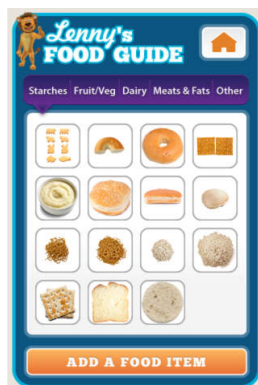 Lenny's
FOOD GUIDE
Starches Fruit/Veg Dairy Meats & Fats Other
ADD A FOOD ITEM